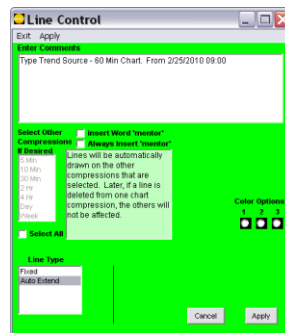 Line Control
Exit Apply
Enter Comments
Type Trend Source - 60 Min Chart. From 2/25/2010 09:00
Select Other
Compressions
If Desired
Insert Word 'mentor'
Always Insert 'mentor'
5 Min
10 Min
30 Min
2 Hr
4 Hr
Day
Week
Lines will be automatically
drawn on the other
compressions that are
selected. Later, if a line is
deleted from one chart
compression, the others will
not be affected.
Select All
Color Options
1 2 3
Line Type
Fixed
Auto Extend
Cancel
Apply